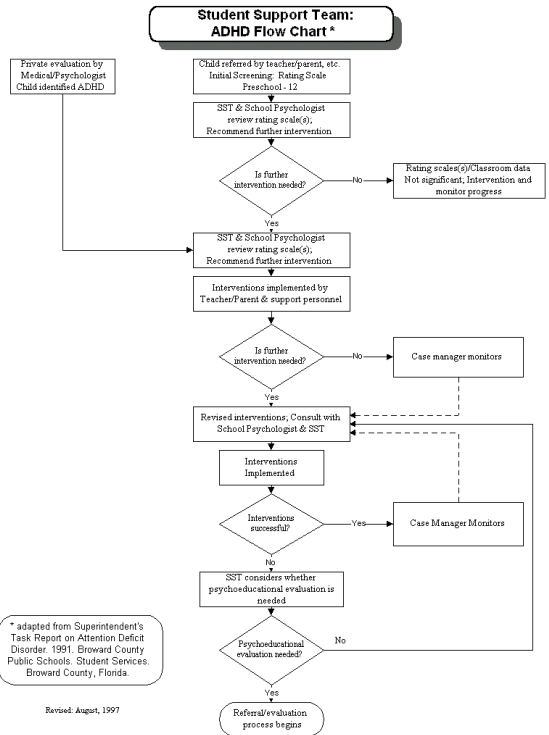 Student Support Team:
ADHD Flow Chart *
Private evaluation by
Medical/Psychologist
Child identified ADHD
Child referred by teacher/parent, etc.
Initial Screening: Rating Scale
Preschool - 12
SST & School Psychologist
review rating scale(s);
Recommend further intervention
Is further
intervention needed?
No
Rating scales(s)/Classroom data
Not significant; Intervention and
monitor progress
Yes
SST & School Psychologist
review rating scale(s);
Recommend further intervention
Interventions implemented by
Teacher/Parent & support personnel
Is further
intervention needed?
No
Case manager monitors
Yes
Revised interventions; Consult with
School Psychologist & SST
Interventions
Implemented
Interventions
successful?
Yes
Case Manager Monitors
No
SST considers whether
psychoeducational evaluation is
needed
Psychoeducational
evaluation needed?
No
Yes
Referral/evaluation
process begins
* adapted from Superintendent's
Task Report on Attention Deficit
Disorder. 1991. Broward County
Public Schools. Student Services.
Broward County, Florida.
Revised: August, 1997